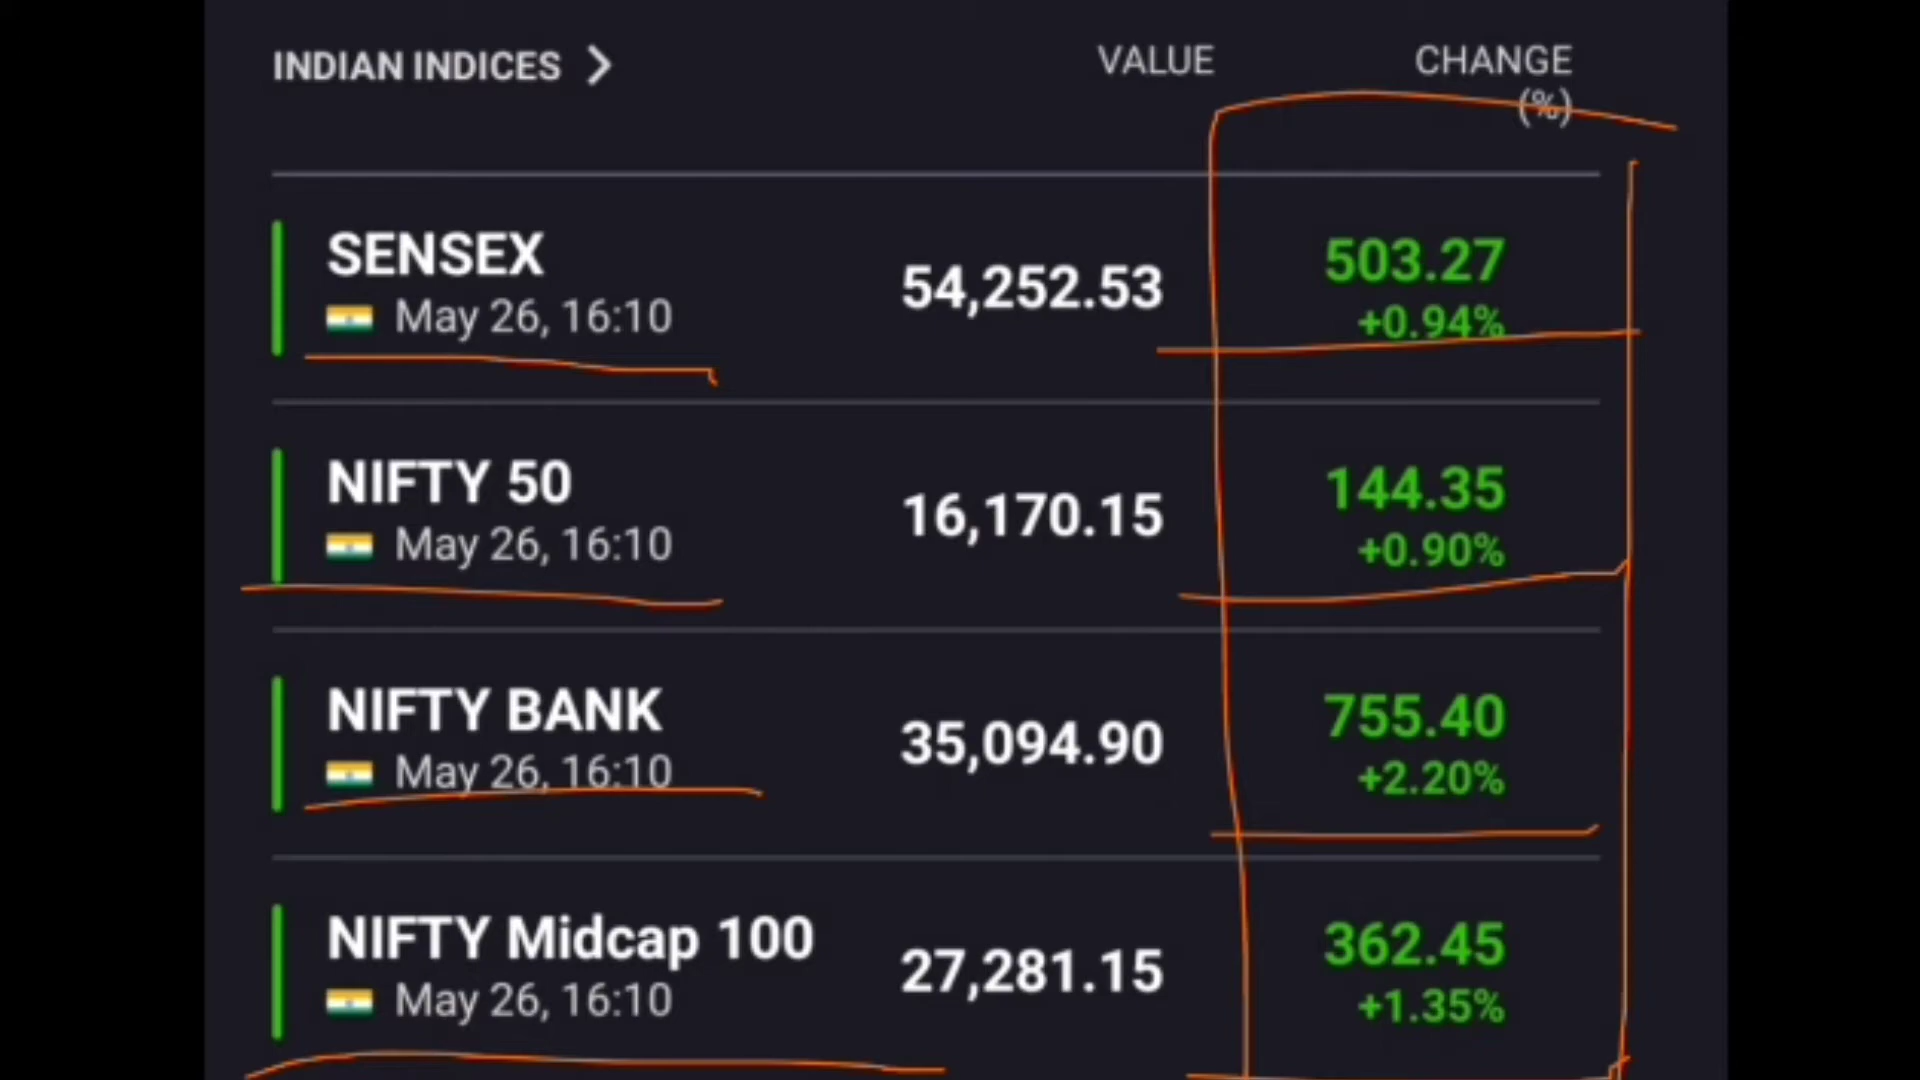 INDIAN INDICES
VALUE
CHANGE
(%)
SENSEX
May 26, 16:10
54,252.53
503.27
+0.94%
NIFTY 50
May 26, 16:10
16,170.15
144.35
+0.90%
NIFTY BANK
May 26, 16:10
35,094.90
755.40
+2.20%
NIFTY Midcap 100
May 26, 16:10
27,281.15
362.45
+1.35%